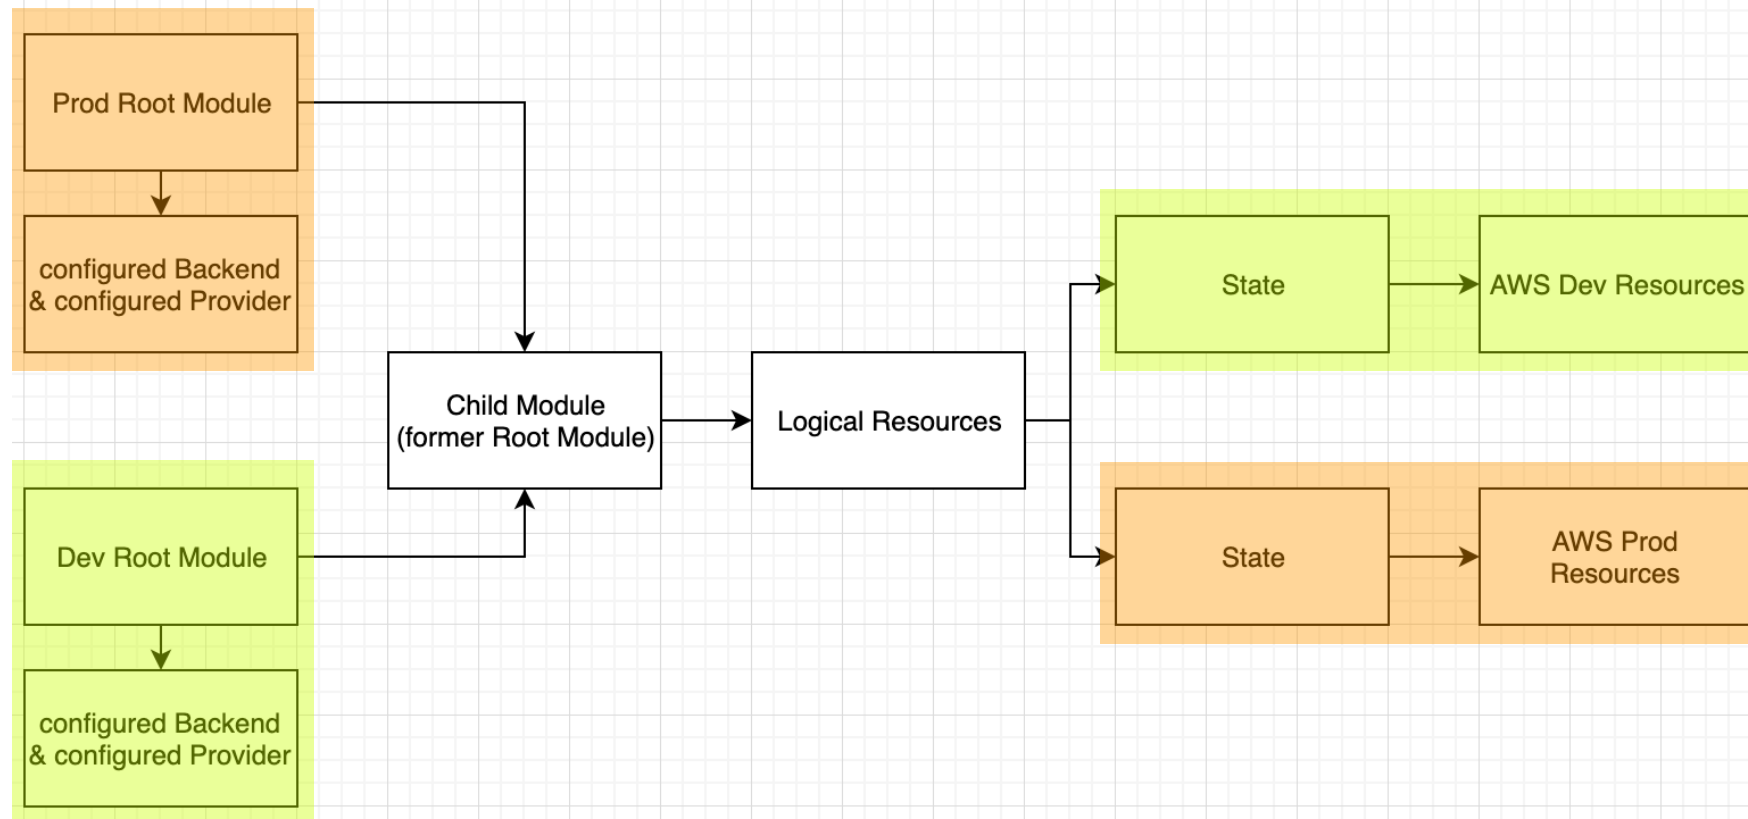 Prod Root Module
configured Backend
& configured Provider
Child Module
(former Root Module)
Logical Resources
State
AWS Dev Resources
Dev Root Module
State
AWS Prod
Resources
configured Backend
& configured Provider